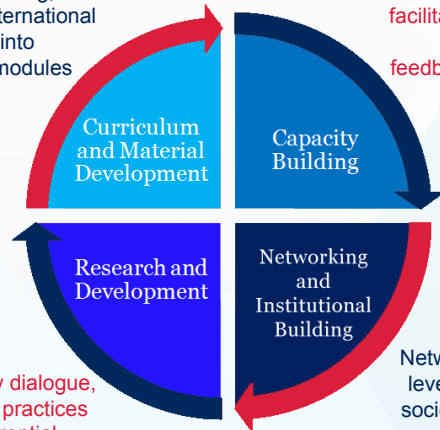 ternational
into
modules
facilita
feedb
Curriculum
and Material
Development
Capacity
Building
Research and
Development
Networking
and
Institutional
Building
dialogue,
practices
Netw
leve
socie